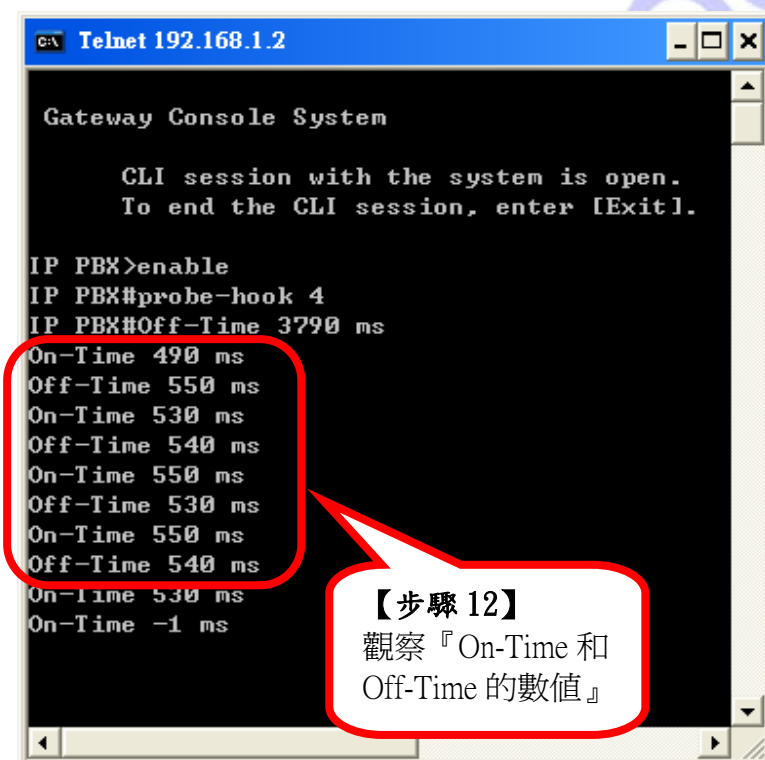 Telnet 192.168.1.2
Gateway Console System
CLI session with the system is open.
To end the CLI session, enter [Exit].
IP PBX>enable
IP PBX#probe-hook 4
IP PBX#Off-Time 3790 ms
On-Time 490 ms
Off-Time 550 ms
On-Time 530 ms
Off-Time 540 ms
On-Time 550 ms
Off-Time 530 ms
On-Time 550 ms
Off-Time 540 ms
On-Time 530 ms
On-Time -1 ms
【步驟 12】
觀察『On-Time 和
Off-Time 的數值』